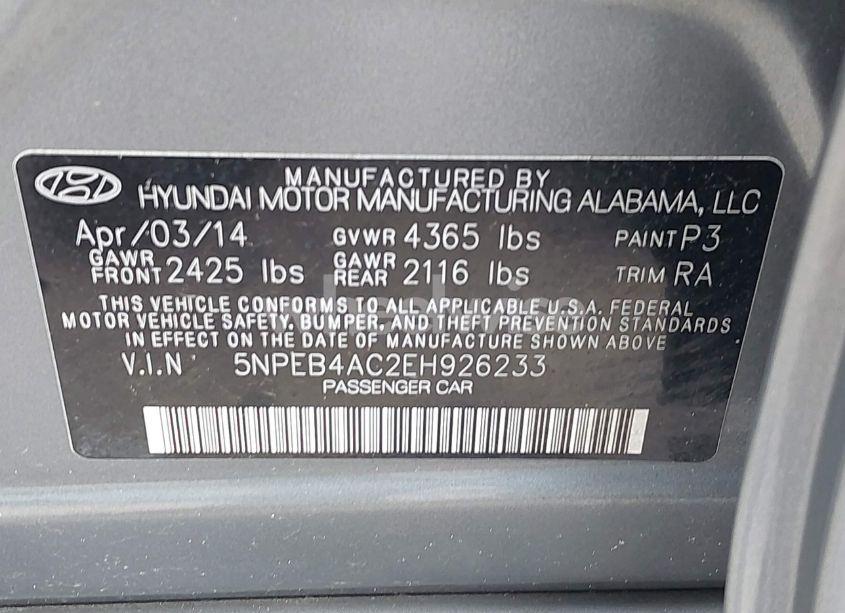 MANUFACTURED BY
HYUNDAI MOTOR MANUFACTURING ALABAMA, LLC
Apr/03/14 GVWR 4365 lbs PAINT P3
GAWR FRONT 2425 lbs GAWR REAR 2116 lbs TRIM RA
THIS VEHICLE CONFORMS TO ALL APPLICABLE U.S.A. FEDERAL
MOTOR VEHICLE SAFETY, BUMPER, AND THEFT PREVENTION STANDARDS
IN EFFECT ON THE DATE OF MANUFACTURE SHOWN ABOVE
V.I.N 5NPEB4AC2EH926233
PASSENGER CAR